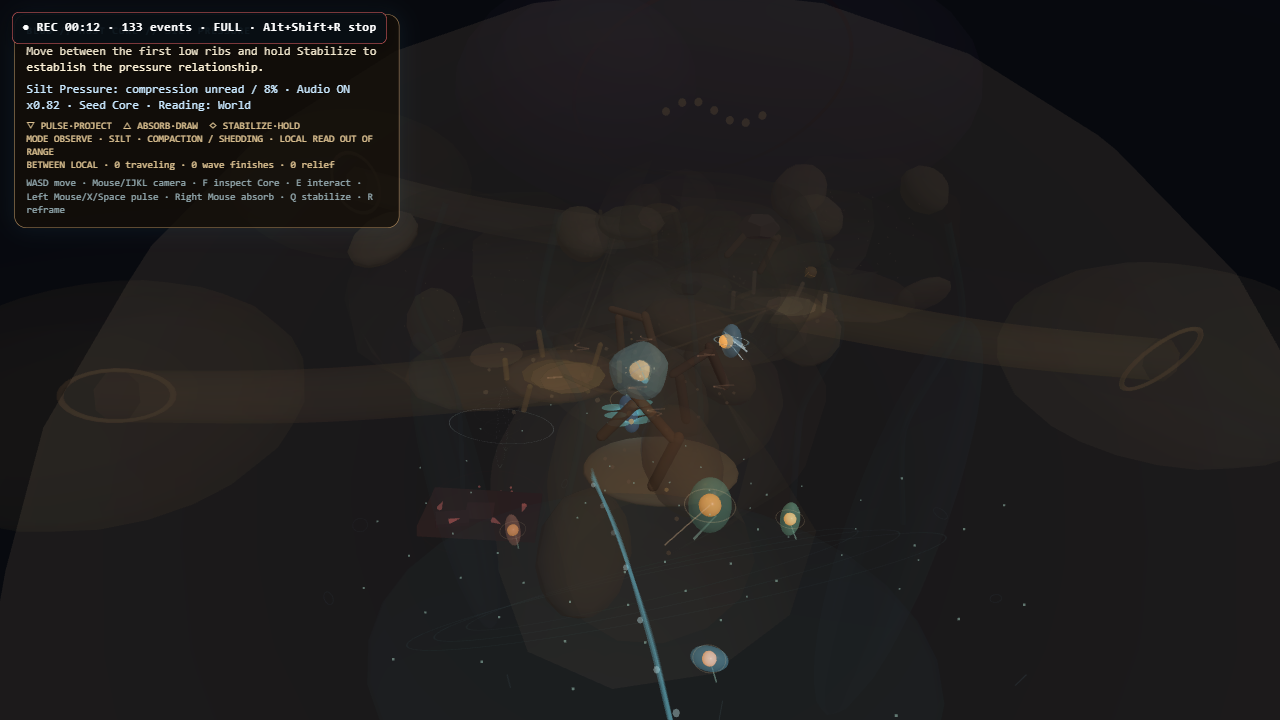 ● REC 00:12 · 133 events · FULL · Alt+Shift+R stop
Move between the first low ribs and hold Stabilize to
establish the pressure relationship.
Silt Pressure: compression unread / 8% · Audio ON
x0.82 · Seed Core · Reading: World
▽ PULSE·PROJECT △ ABSORB·DRAW ◇ STABILIZE·HOLD
MODE OBSERVE · SILT · COMPACTION / SHEDDING · LOCAL READ OUT OF
RANGE
BETWEEN LOCAL · 0 traveling · 0 wave finishes · 0 relief
WASD move · Mouse/IJKL camera · F inspect Core · E interact ·
Left Mouse/X/Space pulse · Right Mouse absorb · Q stabilize · R
reframe